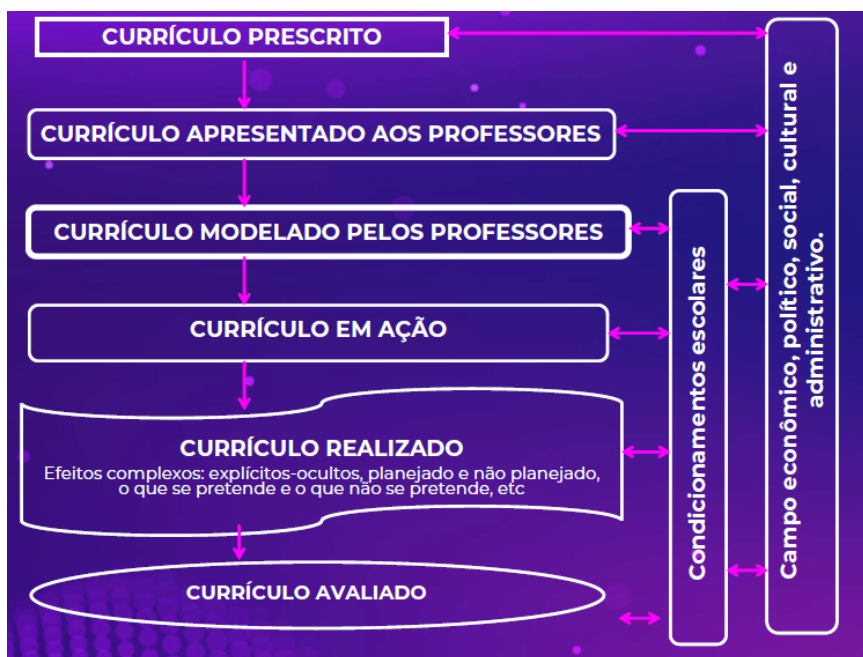 CURRÍCULO PRESCRITO
CURRÍCULO APRESENTADO AOS PROFESSORES
CURRÍCULO MODELADO PELOS PROFESSORES
CURRÍCULO EM AÇÃO
CURRÍCULO REALIZADO
Efeitos complexos: explícitos-ocultos, planejado e não planejado,
o que se pretende e o que não se pretende, etc
CURRÍCULO AVALIADO
Condicionamentos escolares
Campo econômico, político, social, cultural e
administrativo.